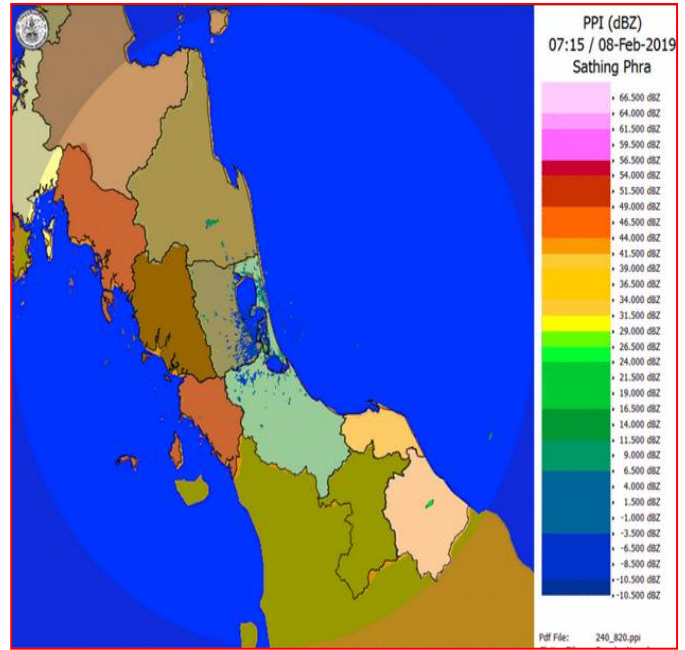 PPI (dBZ)
07:15 / 08-Feb-2019
Sathing Phra
66.500 dBZ
64.000 dBZ
61.500 dBZ
59.500 dBZ
56.500 dBZ
54.000 dBZ
51.500 dBZ
49.000 dBZ
46.500 dBZ
44.000 dBZ
41.500 dBZ
39.000 dBZ
36.500 dBZ
34.000 dBZ
31.500 dBZ
29.000 dBZ
26.500 dBZ
24.000 dBZ
21.500 dBZ
19.000 dBZ
16.500 dBZ
14.000 dBZ
11.500 dBZ
9.000 dBZ
6.500 dBZ
4.000 dBZ
1.500 dBZ
-1.000 dBZ
-3.500 dBZ
-6.500 dBZ
-8.500 dBZ
-10.500 dBZ
-10.500 dBZ
Pdf File: 240_820.ppi